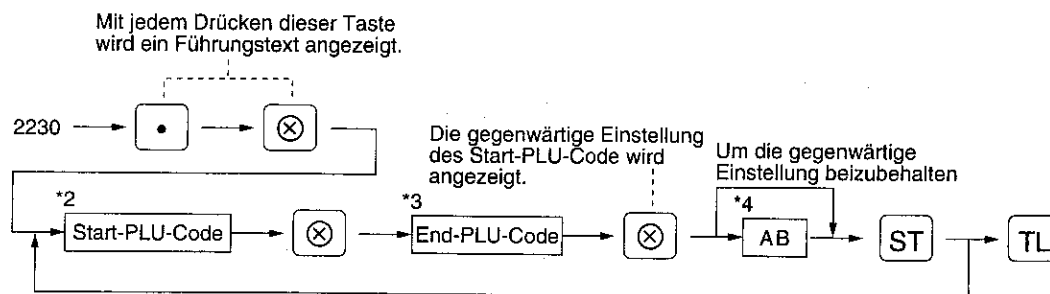 Mit jedem Drücken dieser Taste
wird ein Führungstext angezeigt.
2230 • ⊗
Die gegenwärtige Einstellung
des Start-PLU-Code wird
angezeigt.
Um die gegenwärtige
Einstellung beizubehalten
*2 Start-PLU-Code ⊗ *3 End-PLU-Code ⊗ *4 AB ST TL